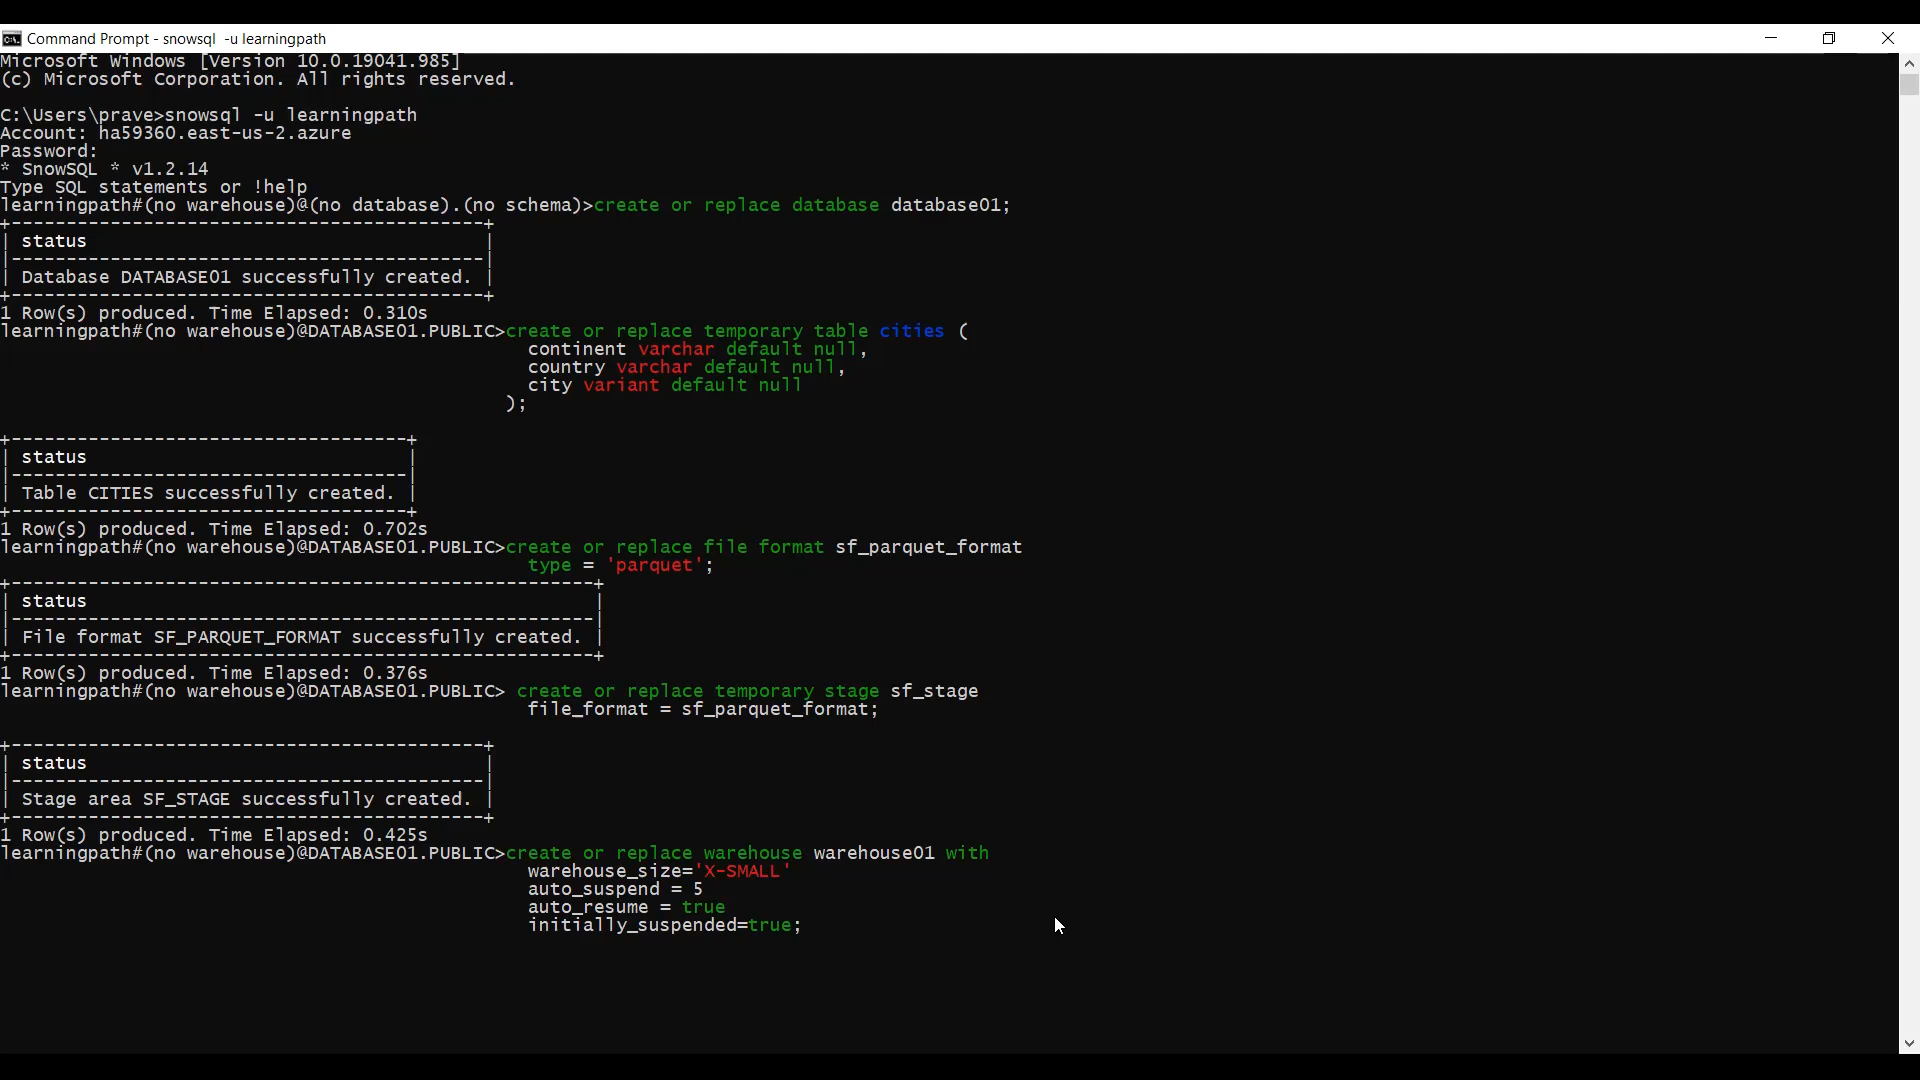 Command Prompt - snowsql  -u learningpath
Microsoft Windows [Version 10.0.19041.985]
(c) Microsoft Corporation. All rights reserved.
C:\Users\prave>snowsql -u learningpath
Account: ha59360.east-us-2.azure
Password:
* SnowSQL * v1.2.14
Type SQL statements or !help
learningpath#(no warehouse)@(no database).(no schema)>create or replace database database01;
+-------------------------------------------+
| status                                    |
|-------------------------------------------|
| Database DATABASE01 successfully created. |
+-------------------------------------------+
1 Row(s) produced. Time Elapsed: 0.310s
learningpath#(no warehouse)@DATABASE01.PUBLIC>create or replace temporary table cities (
                                                continent varchar default null,
                                                country varchar default null,
                                                city variant default null
                                              );
+------------------------------------+
| status                             |
|------------------------------------|
| Table CITIES successfully created. |
+------------------------------------+
1 Row(s) produced. Time Elapsed: 0.702s
learningpath#(no warehouse)@DATABASE01.PUBLIC>create or replace file format sf_parquet_format
                                                type = 'parquet';
+-----------------------------------------------------+
| status                                              |
|-----------------------------------------------------|
| File format SF_PARQUET_FORMAT successfully created. |
+-----------------------------------------------------+
1 Row(s) produced. Time Elapsed: 0.376s
learningpath#(no warehouse)@DATABASE01.PUBLIC> create or replace temporary stage sf_stage
                                                file_format = sf_parquet_format;
+-------------------------------------------+
| status                                    |
|-------------------------------------------|
| Stage area SF_STAGE successfully created. |
+-------------------------------------------+
1 Row(s) produced. Time Elapsed: 0.425s
learningpath#(no warehouse)@DATABASE01.PUBLIC>create or replace warehouse warehouse01 with
                                                warehouse_size='X-SMALL'
                                                auto_suspend = 5
                                                auto_resume = true
                                                initially_suspended=true;